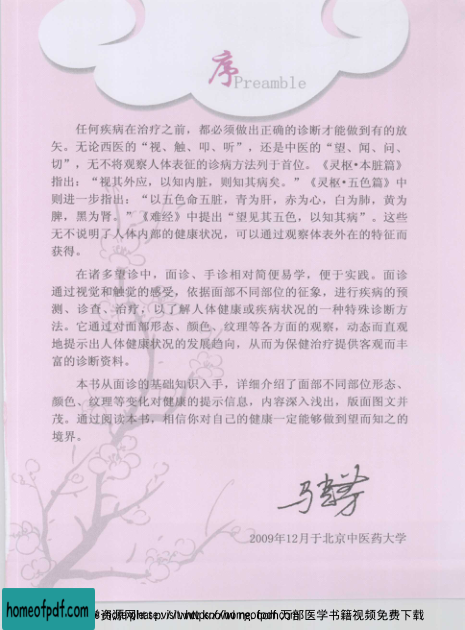 序
Preamble
任何疾病在治疗之前，都必须做出正确的诊断才能做到有的放
矢。无论西医的“视、触、叩、听”，还是中医的“望、闻、问、
切”，无不将观察人体表征的诊病方法列于首位。《灵枢·本脏篇》
指出：“视其外应，以知内脏，则知其病矣。”《灵枢·五色篇》中
则进一步指出：“以五色命五脏，青为肝，赤为心，白为肺，黄为
脾，黑为肾。”《难经》中提出“望见其五色，以知其病”。这些
无不说明了人体内部的健康状况，可以通过观察体表外在的特征而
获得。
在诸多望诊中，面诊、手诊相对简便易学，便于实践。面诊
通过视觉和触觉的感受，依据面部不同部位的征象，进行疾病的预
测、诊查、治疗，以了解人体健康或疾病状况的一种特殊诊断方
法。它通过对面部形态、颜色、纹理等各方面的观察，动态而直观
地提示出人体健康状况的发展趋向，从而为保健治疗提供客观而丰
富的诊断资料。
本书从面诊的基础知识入手，详细介绍了面部不同部位形态、
颜色、纹理等变化对健康的提示信息，内容深入浅出，版面图文并
茂。通过阅读本书，相信你对自己的健康一定能够做到望而知之的
境界。
2009年12月于北京中医药大学
homeofpdf.com
万部医学书籍视频免费下载